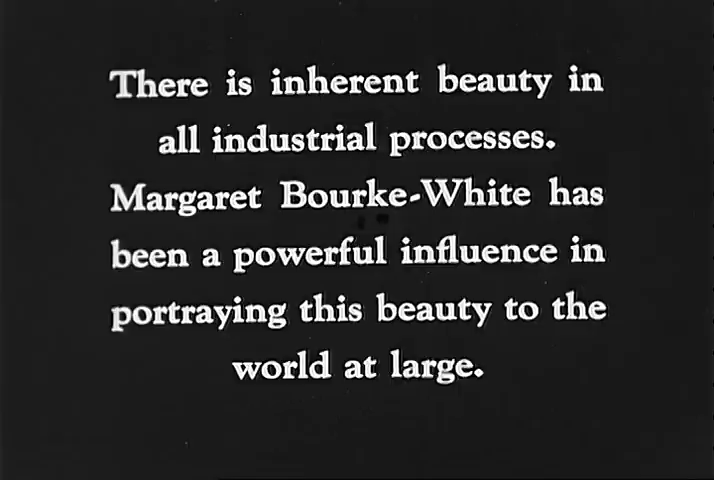 There is inherent beauty in
all industrial processes.
Margaret Bourke-White has
been a powerful influence in
portraying this beauty to the
world at large.